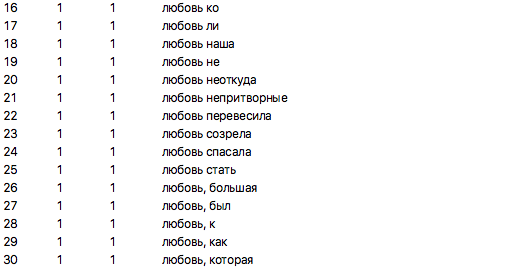 16 1 1 любовь ко
17 1 1 любовь ли
18 1 1 любовь наша
19 1 1 любовь не
20 1 1 любовь неоткуда
21 1 1 любовь непритворные
22 1 1 любовь перевесила
23 1 1 любовь созрела
24 1 1 любовь спасала
25 1 1 любовь стать
26 1 1 любовь, большая
27 1 1 любовь, был
28 1 1 любовь, к
29 1 1 любовь, как
30 1 1 любовь, которая